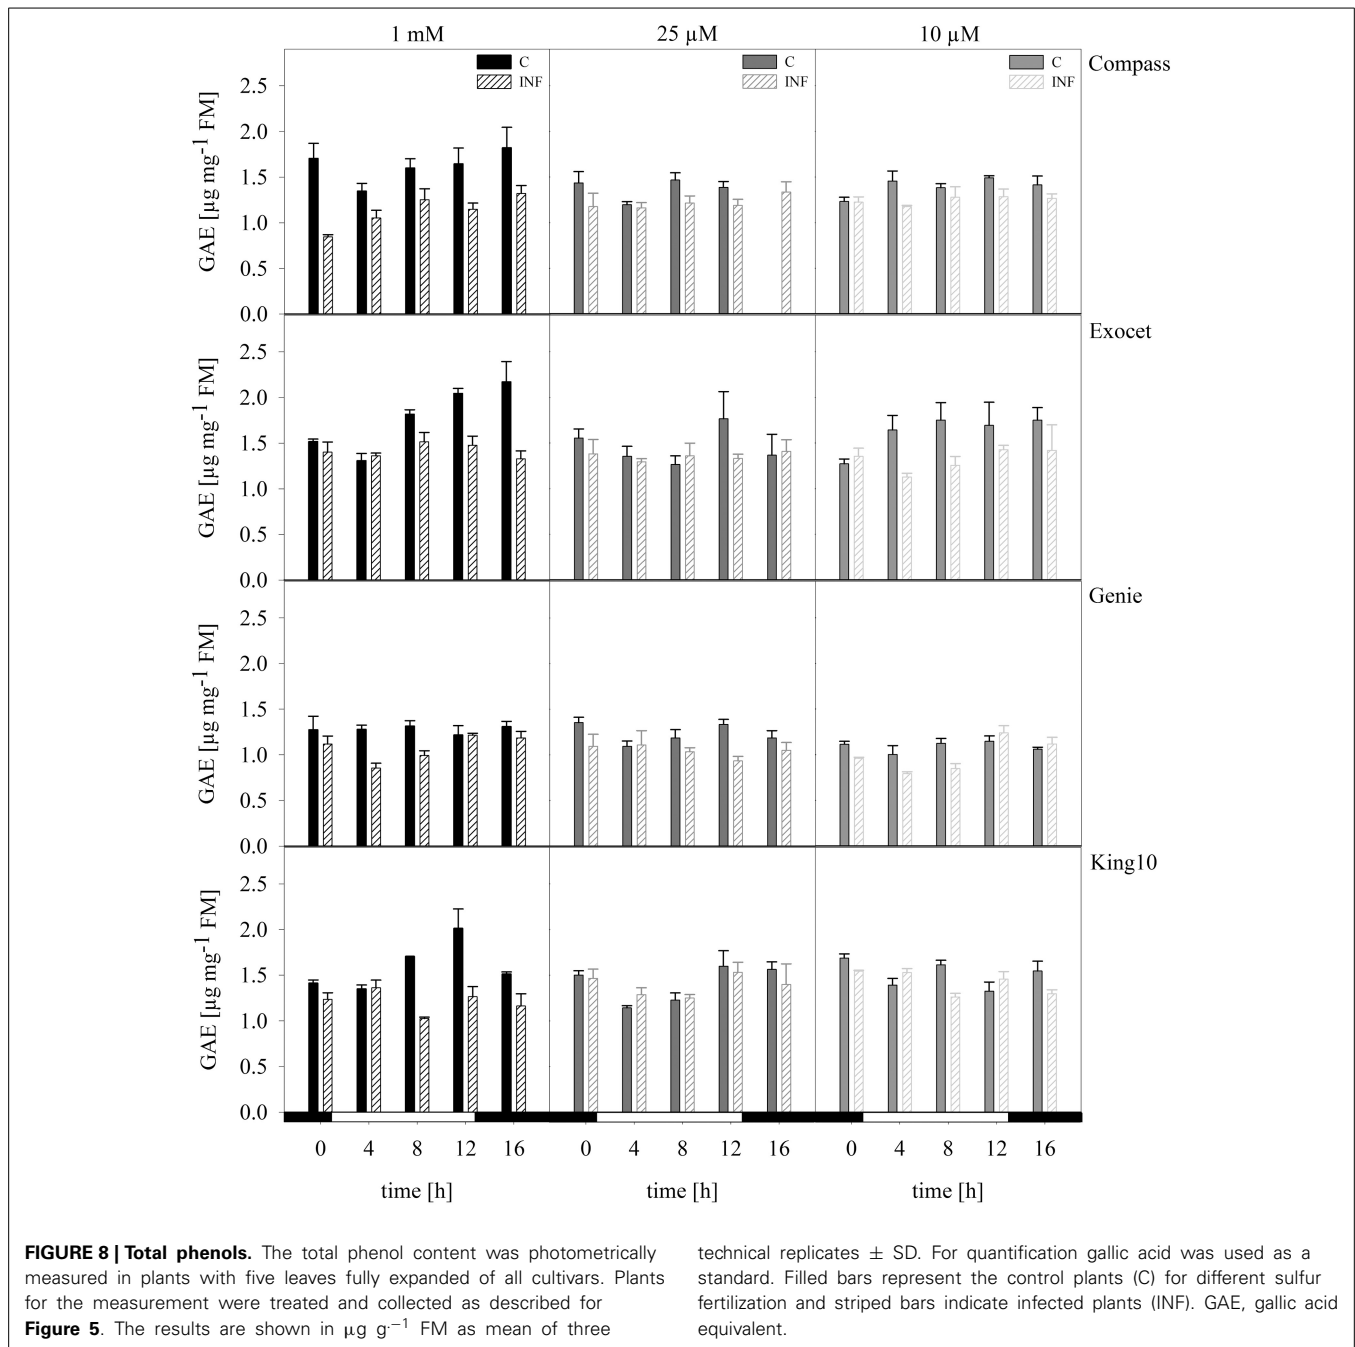 1 mM 25 µM 10 µM
C C C
INF INF INF
Compass
GAE [µg mg-1 FM]
2.5
2.0
1.5
1.0
0.5
0.0
Exocet
GAE [µg mg-1 FM]
2.5
2.0
1.5
1.0
0.5
0.0
Genie
GAE [µg mg-1 FM]
2.5
2.0
1.5
1.0
0.5
0.0
King10
GAE [µg mg-1 FM]
2.5
2.0
1.5
1.0
0.5
0.0
0 4 8 12 16 0 4 8 12 16 0 4 8 12 16
time [h] time [h] time [h]
FIGURE 8 | Total phenols. The total phenol content was photometrically
measured in plants with five leaves fully expanded of all cultivars. Plants
for the measurement were treated and collected as described for
Figure 5. The results are shown in µg g·−1 FM as mean of three
technical replicates ± SD. For quantification gallic acid was used as a
standard. Filled bars represent the control plants (C) for different sulfur
fertilization and striped bars indicate infected plants (INF). GAE, gallic acid
equivalent.